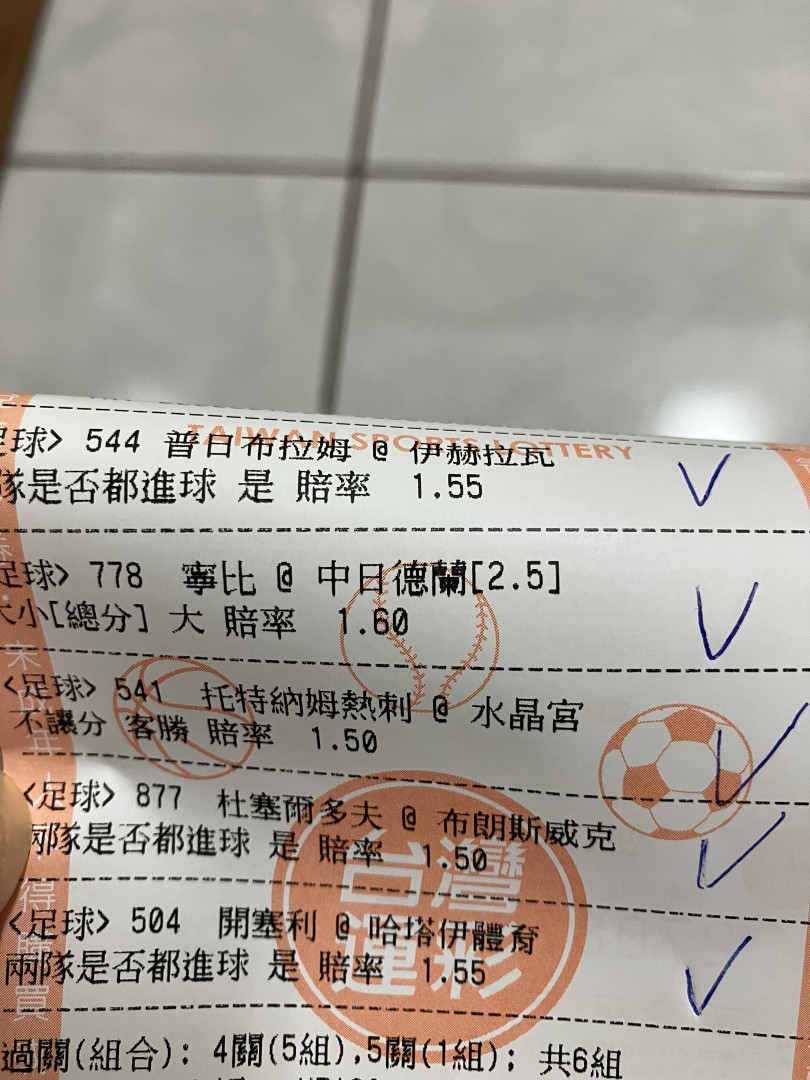 TAIWAN SPORTS LOTTERY
足球> 544 普日布拉姆 @ 伊赫拉瓦
隊是否都進球 是 賠率 1.55
足球> 778 寧比 @ 中日德蘭[2.5]
大小[總分] 大 賠率 1.60
<足球> 541 托特納姆熱刺 @ 水晶宮
不讓分 客勝 賠率 1.50
<足球> 877 杜塞爾多夫 @ 布朗斯威克
兩隊是否都進球 是 賠率 1.50
<足球> 504 開塞利 @ 哈塔伊體育
兩隊是否都進球 是 賠率 1.55
台灣運彩
過關(組合): 4關(5組),5關(1組); 共6組